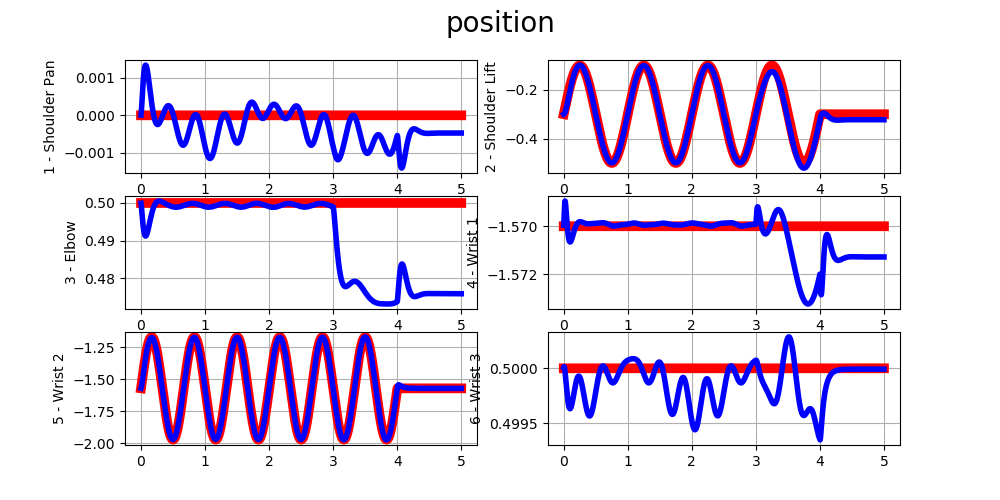 position
1 - Shoulder Pan
0.001
0.000
−0.001
0 1 2 3 4 5
2 - Shoulder Lift
−0.2
−0.4
0 1 2 3 4 5
3 - Elbow
0.50
0.49
0.48
0 1 2 3 4 5
4 - Wrist 1
−1.570
−1.572
0 1 2 3 4 5
5 - Wrist 2
−1.25
−1.50
−1.75
−2.00
0 1 2 3 4 5
6 - Wrist 3
0.5000
0.4995
0 1 2 3 4 5